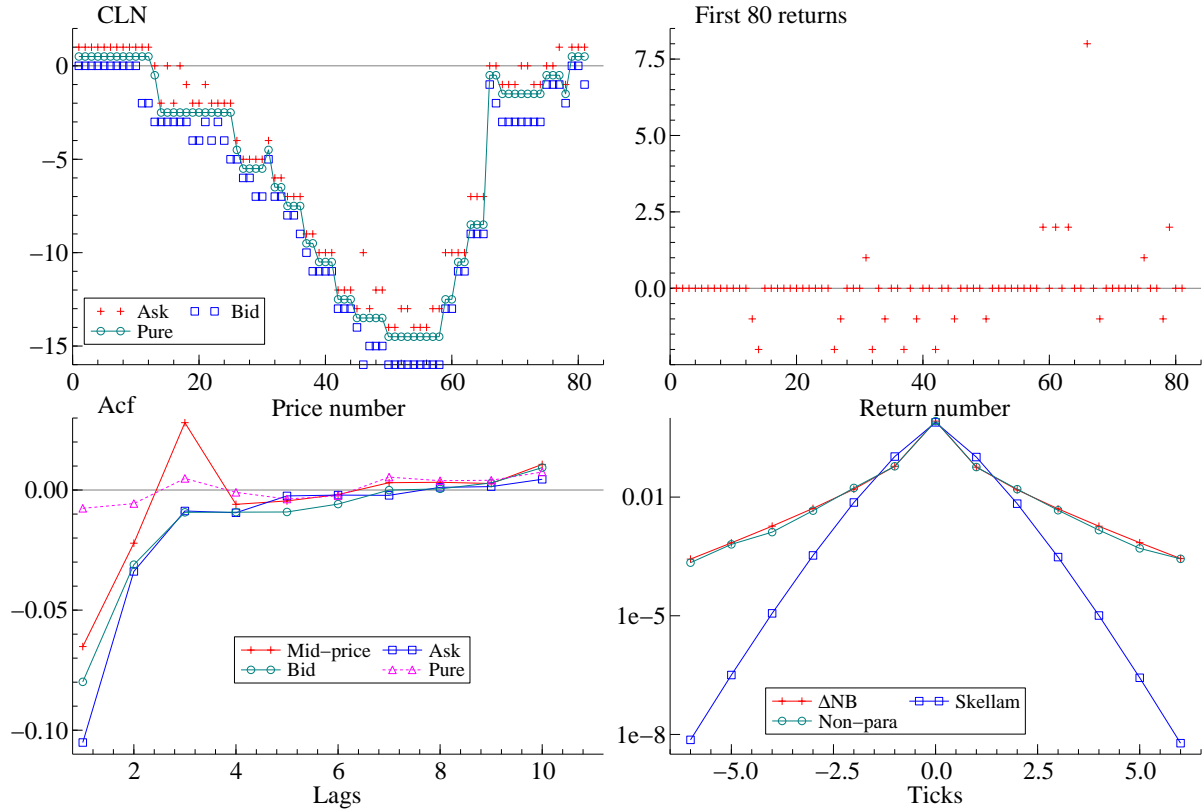 CLN
0
−5
−10
−15
0 20 40 60 80
Ask Bid
Pure
Price number
First 80 returns
7.5
5.0
2.5
0.0
0 20 40 60 80
Return number
Acf
0.00
−0.05
−0.10
2 4 6 8 10
Mid−price Ask
Bid Pure
Lags
0.01
1e−5
1e−8
−5.0 −2.5 0.0 2.5 5.0
ΔNB Skellam
Non−para
Ticks